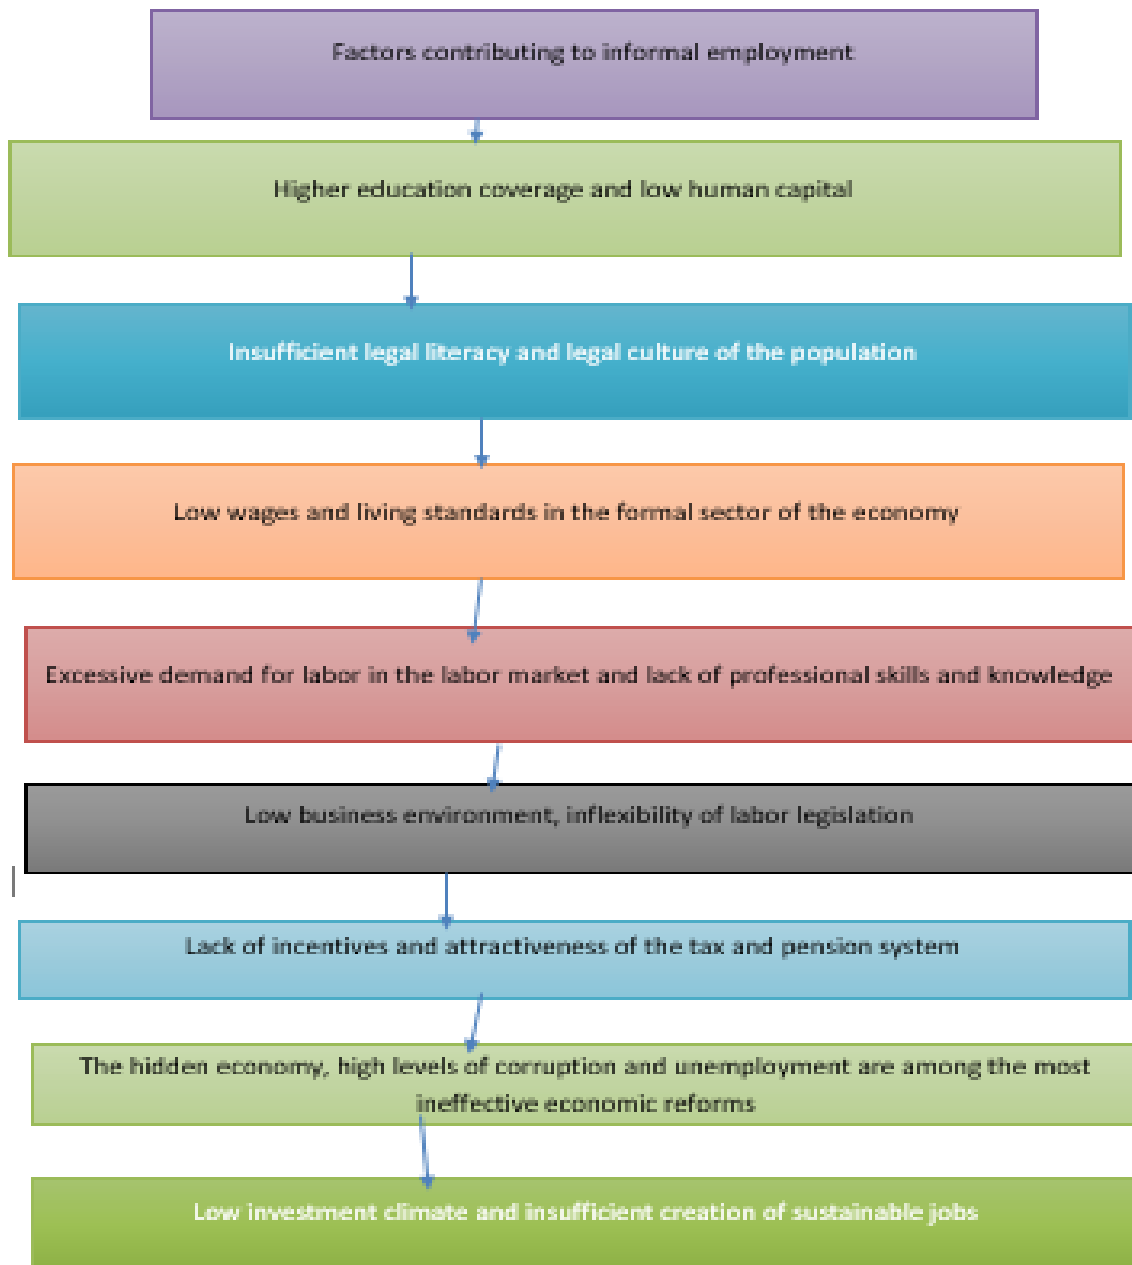 Factors contributing to informal employment
Higher education coverage and low human capital
Insufficient legal literacy and legal culture of the population
Low wages and living standards in the formal sector of the economy
Excessive demand for labor in the labor market and lack of professional skills and knowledge
Low business environment, inflexibility of labor legislation
Lack of incentives and attractiveness of the tax and pension system
The hidden economy, high levels of corruption and unemployment are among the most
ineffective economic reforms
Low investment climate and insufficient creation of sustainable jobs